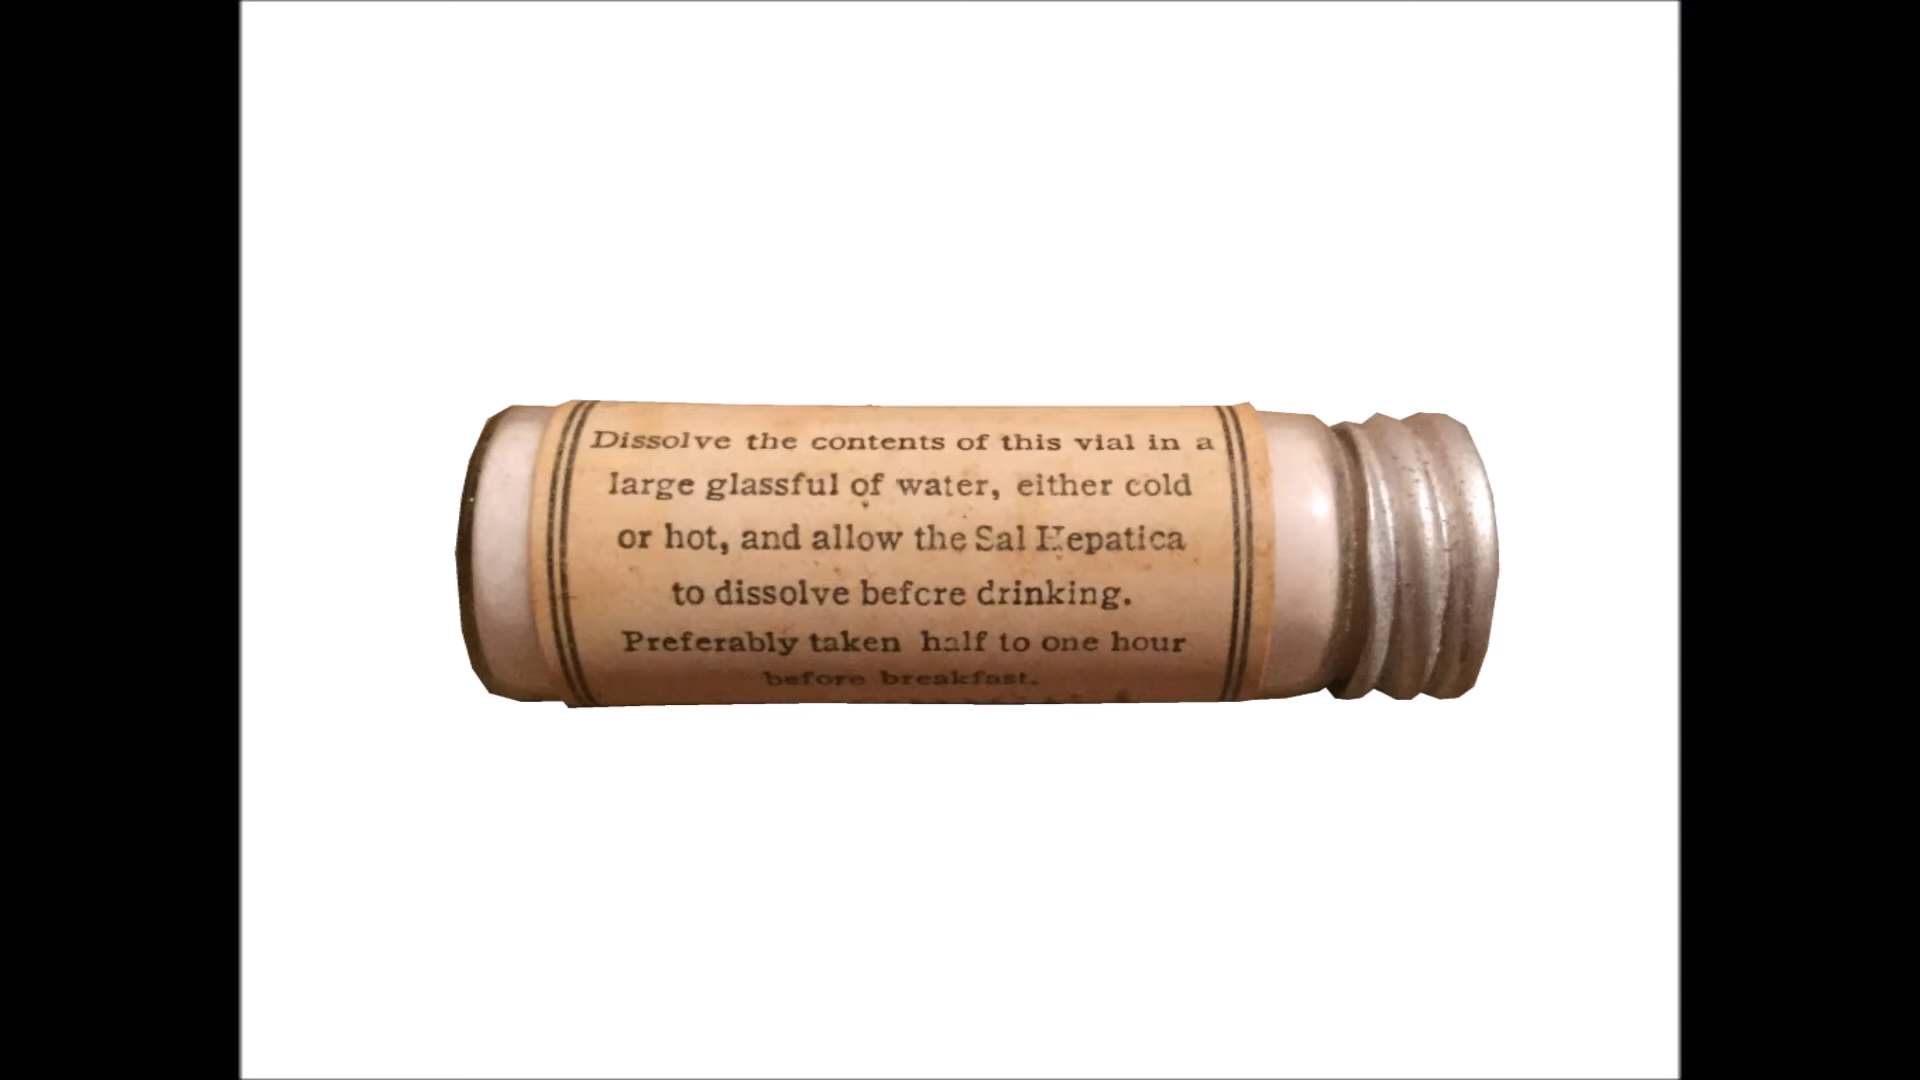 Dissolve the contents of this vial in a
large glassful of water, either cold
or hot, and allow the Sal Hepatica
to dissolve before drinking.
Preferably taken half to one hour
before breakfast.